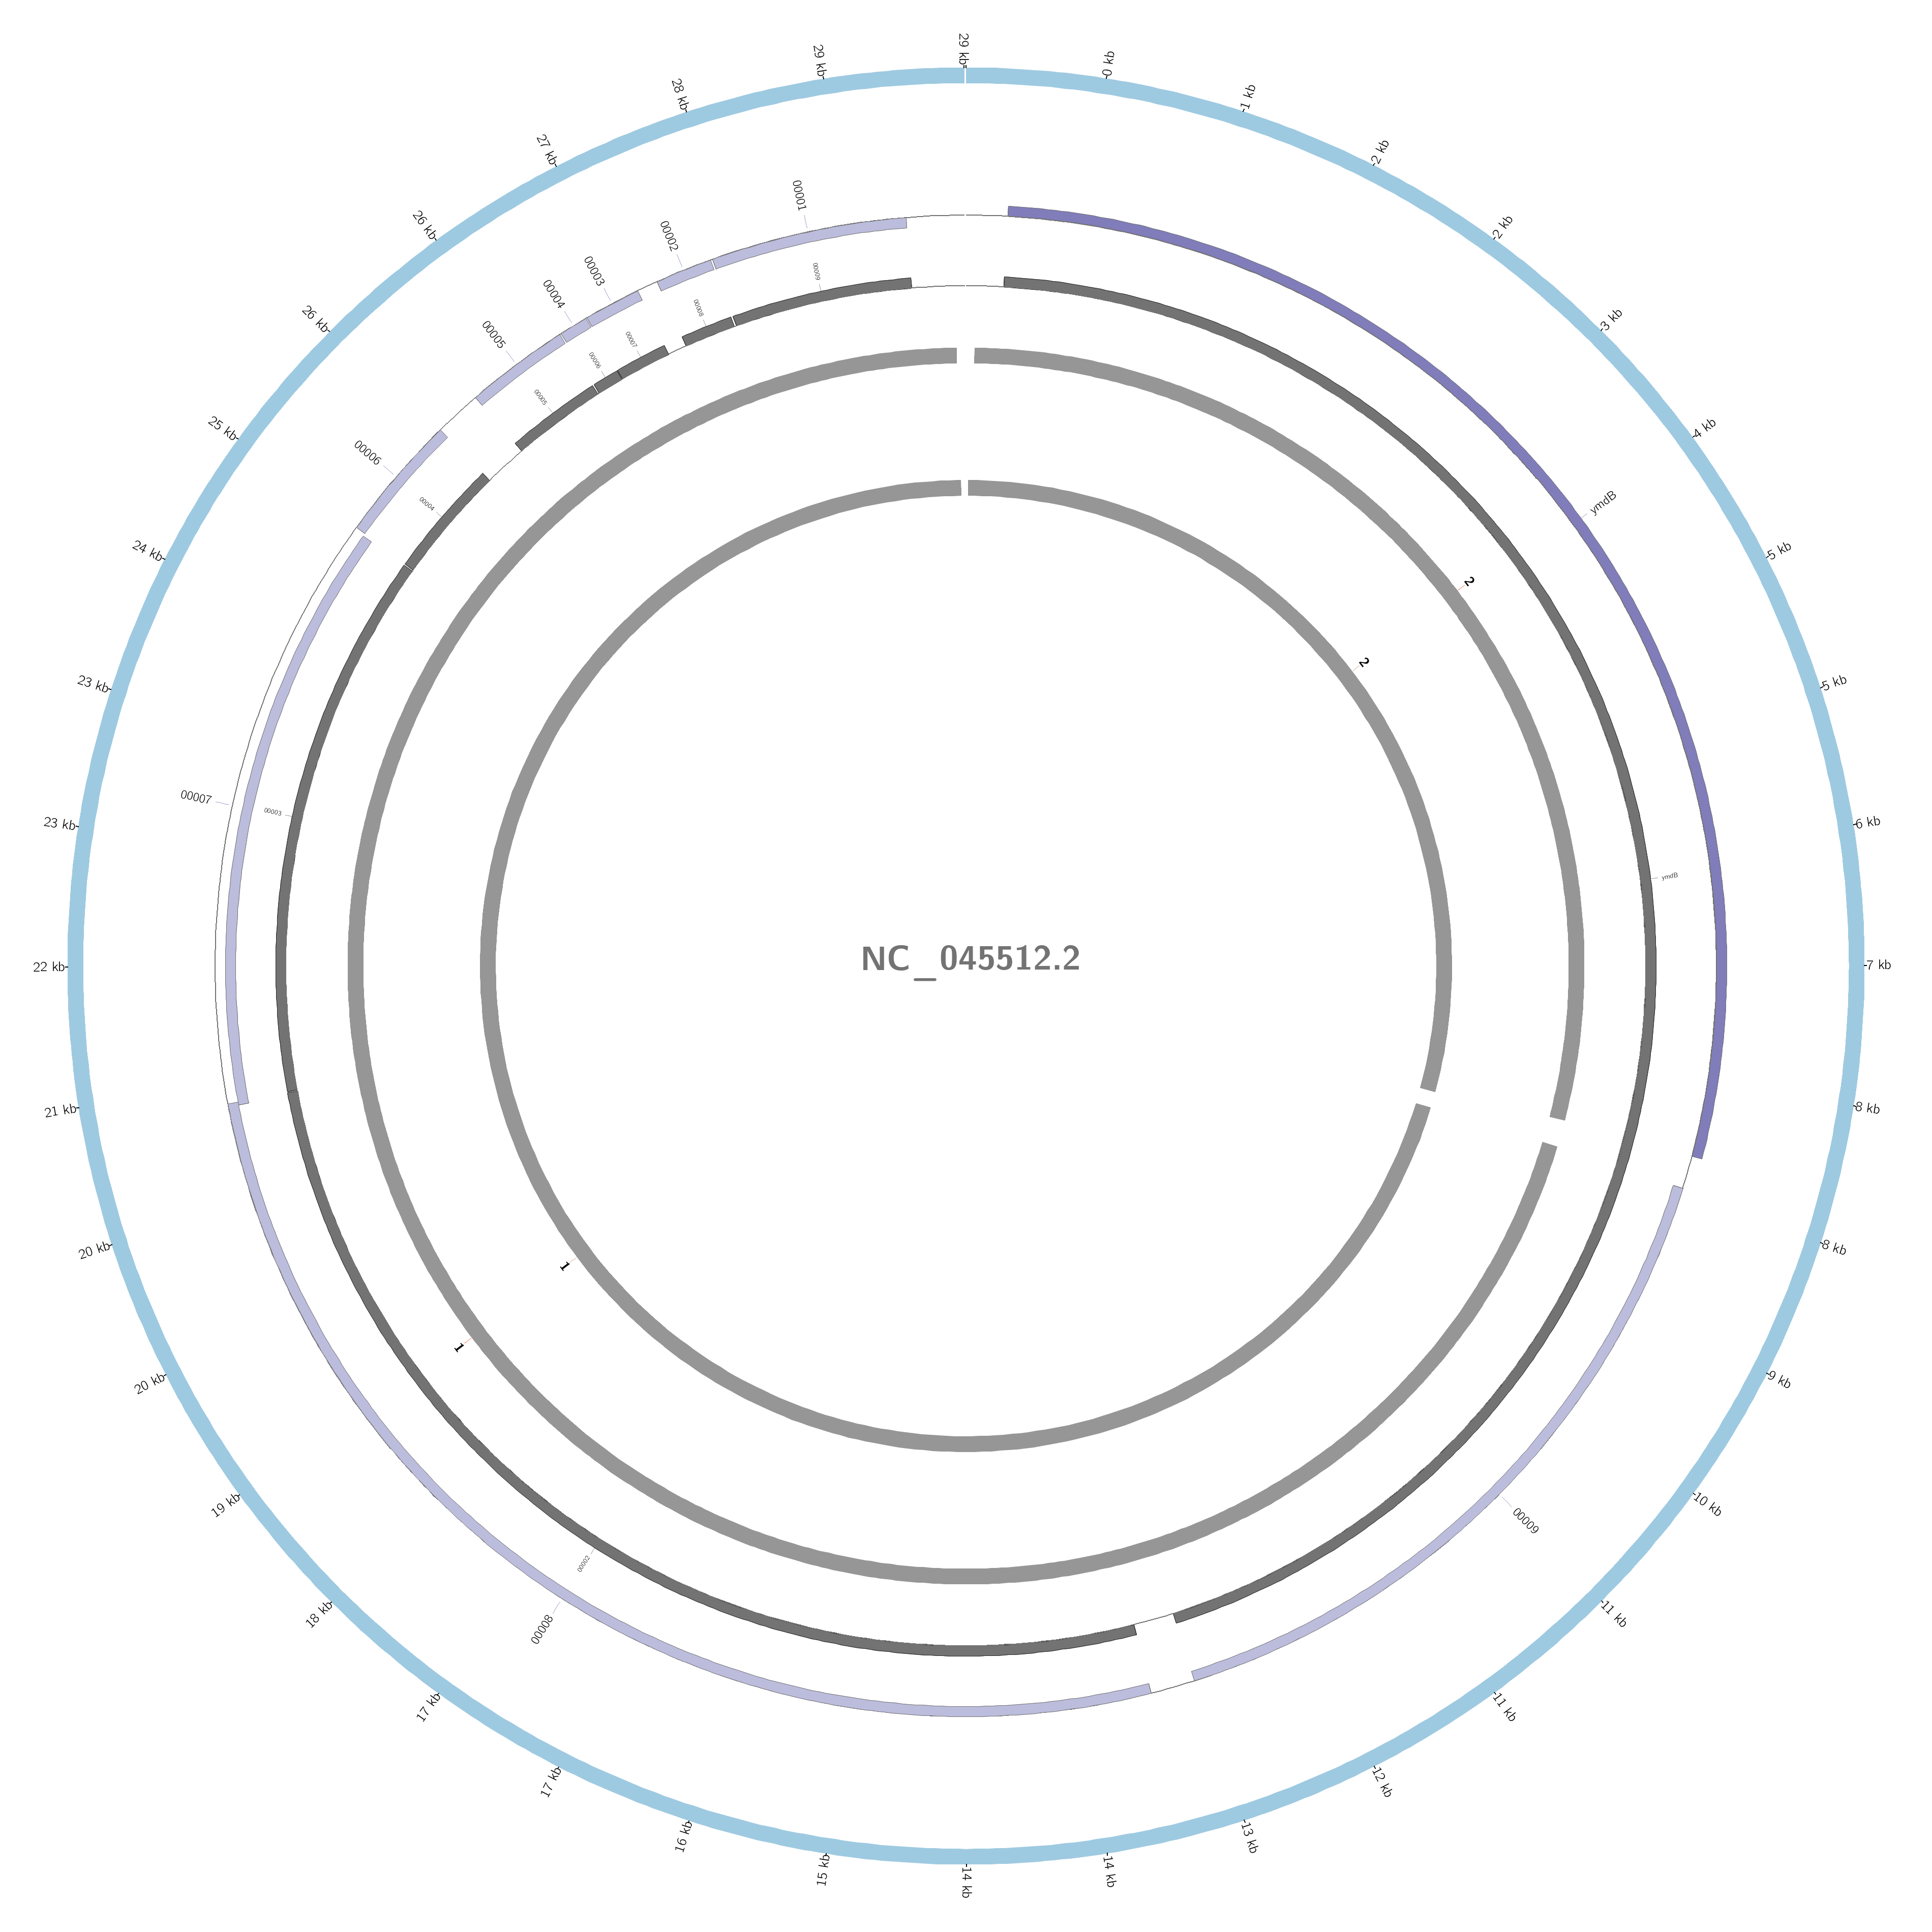 29 kb
0 kb
1 kb
2 kb
2 kb
3 kb
4 kb
5 kb
5 kb
6 kb
7 kb
8 kb
8 kb
9 kb
10 kb
11 kb
11 kb
12 kb
13 kb
14 kb
14 kb
15 kb
16 kb
17 kb
17 kb
18 kb
19 kb
20 kb
20 kb
21 kb
22 kb
23 kb
23 kb
24 kb
25 kb
26 kb
26 kb
27 kb
28 kb
29 kb
ymdB
00009
00008
00007
00006
00005
00004
00003
00002
00001
ymdB
00002
00003
00004
00005
00006
00007
00008
00009
2
1
2
1
NC_045512.2